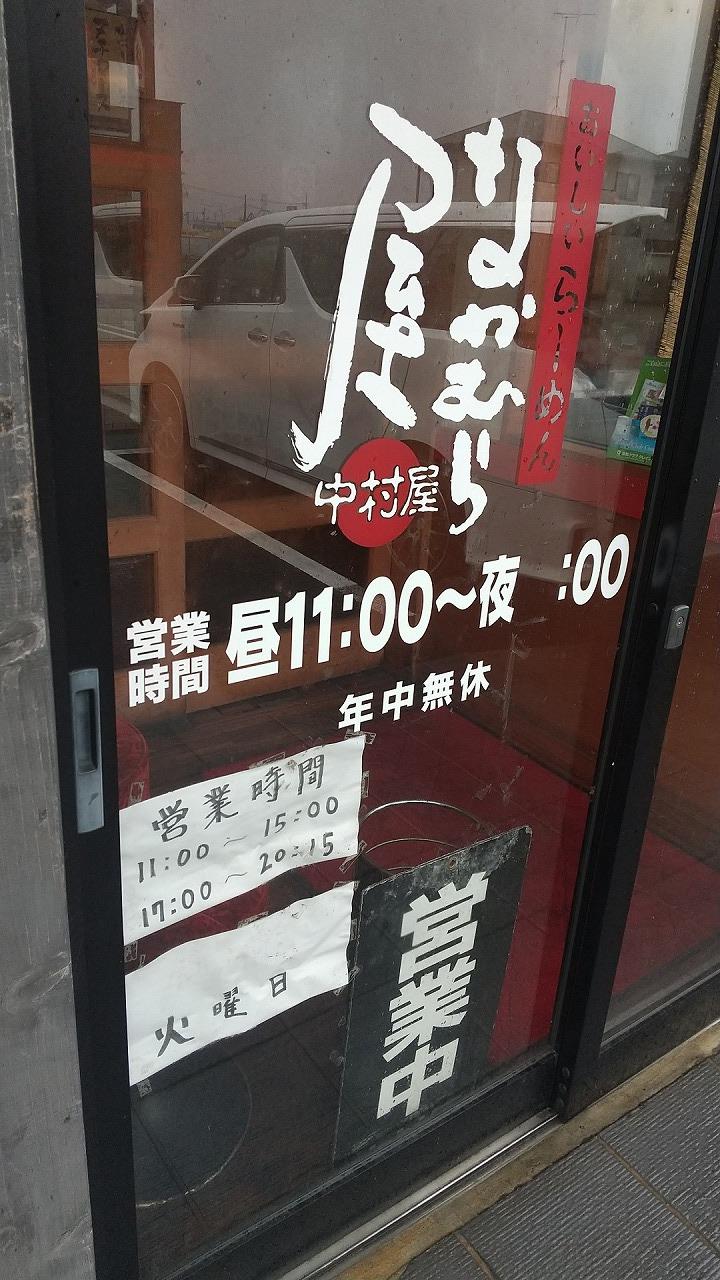 おいしいらーめん
なかむら
屋
中村屋
営業
時間
昼11:00～夜 :00
年中無休
営業時間
11:00～15:00
17:00～20:15
火曜日
営業中